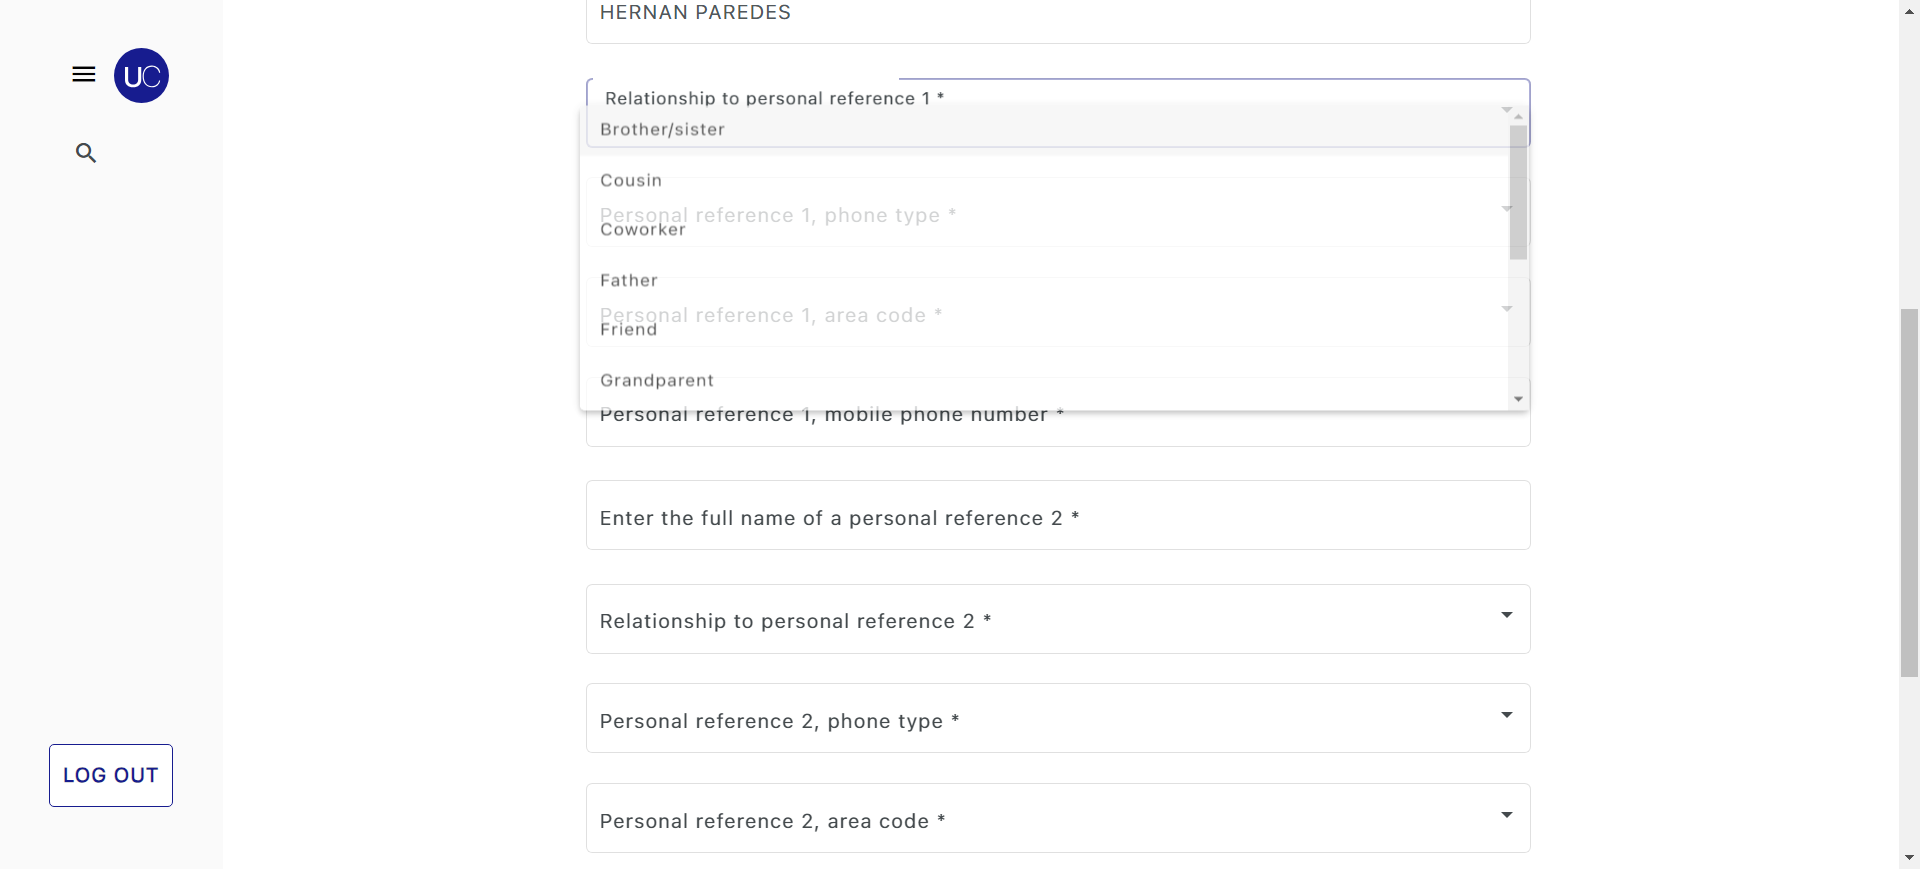 HERNAN PAREDES
UC
Relationship to personal reference 1 *
Brother/sister
Cousin
Personal reference 1, phone type *
Coworker
Father
Personal reference 1, area code *
Friend
Grandparent
Personal reference 1, mobile phone number *
Enter the full name of a personal reference 2 *
Relationship to personal reference 2 *
Personal reference 2, phone type *
LOG OUT
Personal reference 2, area code *